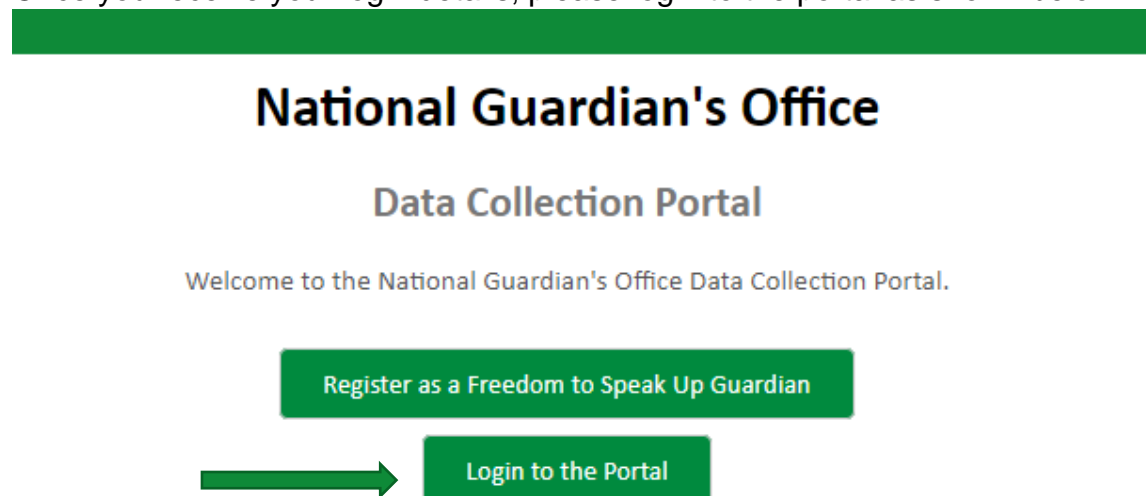 National Guardian's Office
Data Collection Portal
Welcome to the National Guardian's Office Data Collection Portal.
Register as a Freedom to Speak Up Guardian
Login to the Portal